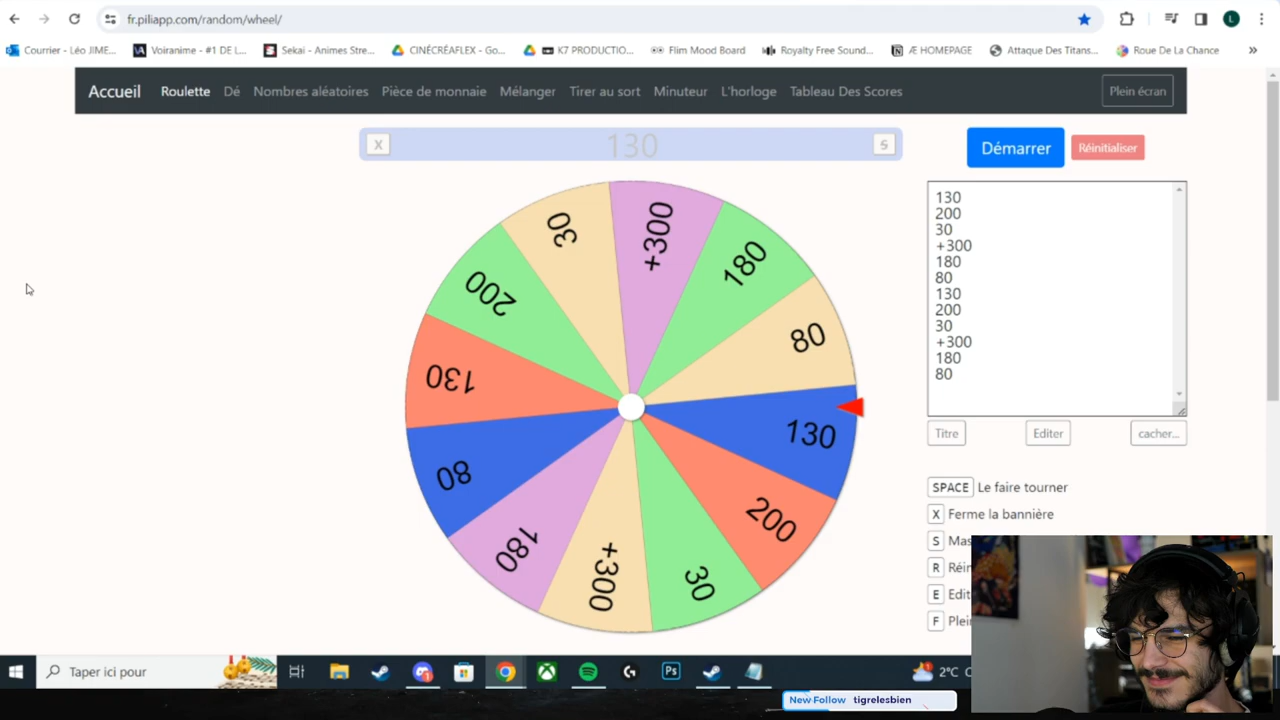 fr.piliapp.com/random/wheel/
Courrier - Léo JIME...
Voiranime - #1 DE L...
Sekai - Animes Stre...
CINÉCRÉAFLEX - Go...
K7 PRODUCTIO...
Flim Mood Board
Royalty Free Sound...
Æ HOMEPAGE
Attaque Des Titans...
Roue De La Chance
Accueil Roulette Dé Nombres aléatoires Pièce de monnaie Mélanger Tirer au sort Minuteur L'horloge Tableau Des Scores Plein écran
X 130 S
Démarrer Réinitialiser
+300
180
80
130
200
30
+300
180
80
130
200
30
130
200
30
+300
180
80
130
200
30
+300
180
80
Titre Editer cacher...
SPACE Le faire tourner
X Ferme la bannière
S Mas
R Réin
E Edit
F Plei
Taper ici pour
2°C
New Follow tigrelesbien